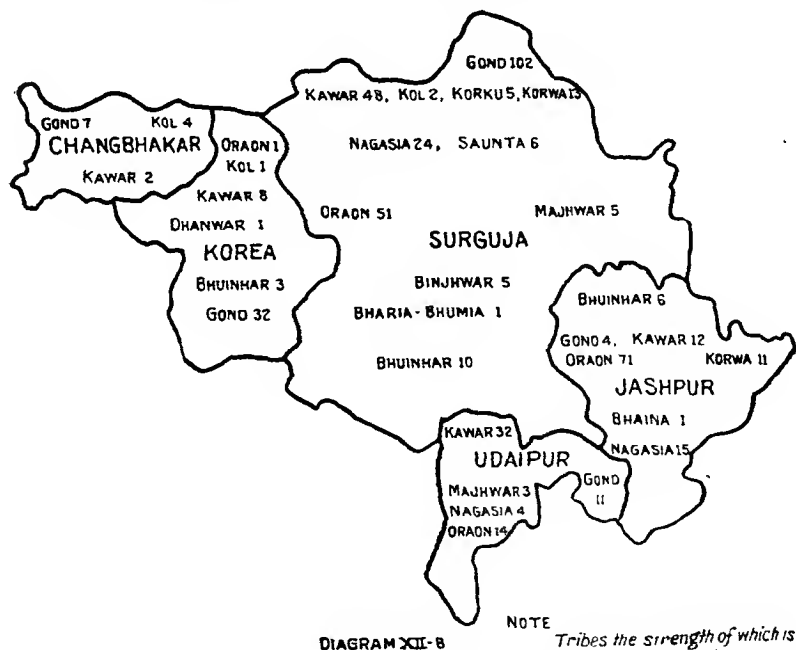 GOND 102
KAWAR 48, KOL 2, KORKU 5, KORWA 13
GOND 7 KOL 4
CHANGBHAKAR
KAWAR 2
ORAON 1
KOL 1
KAWAR 8
DHANWAR 1
KOREA
BHUINHAR 3
GOND 32
NAGASIA 24, SAUNTA 6
ORAON 51
MAJHWAR 5
SURGUJA
BINJHWAR 5
BHARIA-BHUMIA 1
BHUINHAR 10
BHUINHAR 6
GOND 4, KAWAR 12
ORAON 71 KORWA 11
JASHPUR
BHAINA 1
NAGASIA 15
KAWAR 32
UDAIPUR
GOND
11
MAJHWAR 3
NAGASIA 4
ORAON 14
DIAGRAM XII-8
NOTE
Tribes the strength of which is